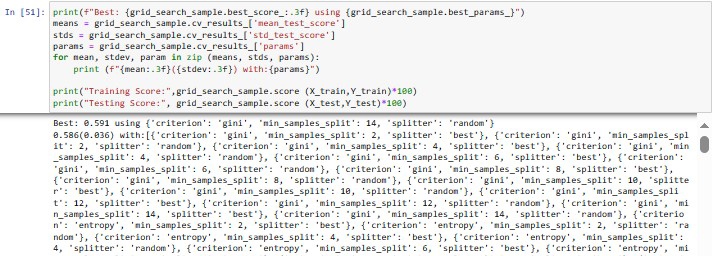 In [51]: print(f"Best: {grid_search_sample.best_score_:.3f} using {grid_search_sample.best_params_}")
means = grid_search_sample.cv_results_['mean_test_score']
stds = grid_search_sample.cv_results_['std_test_score']
params = grid_search_sample.cv_results_['params']
for mean, stdev, param in zip (means, stds, params):
    print (f"{mean:.3f}({stdev:.3f}) with:{params}")

print("Training Score:",grid_search_sample.score (X_train,Y_train)*100)
print("Testing Score:",grid_search_sample.score (X_test,Y_test)*100)
Best: 0.591 using {'criterion': 'gini', 'min_samples_split': 14, 'splitter': 'random'}
0.586(0.036) with:[{'criterion': 'gini', 'min_samples_split': 2, 'splitter': 'best'}, {'criterion': 'gini', 'min_samples_spl
it': 2, 'splitter': 'random'}, {'criterion': 'gini', 'min_samples_split': 4, 'splitter': 'best'}, {'criterion': 'gini', 'min
_samples_split': 4, 'splitter': 'random'}, {'criterion': 'gini', 'min_samples_split': 6, 'splitter': 'best'}, {'criterion':
'gini', 'min_samples_split': 6, 'splitter': 'random'}, {'criterion': 'gini', 'min_samples_split': 8, 'splitter': 'best'},
{'criterion': 'gini', 'min_samples_split': 8, 'splitter': 'random'}, {'criterion': 'gini', 'min_samples_split': 10, 'splitte
r': 'best'}, {'criterion': 'gini', 'min_samples_split': 10, 'splitter': 'random'}, {'criterion': 'gini', 'min_samples_spli
t': 12, 'splitter': 'best'}, {'criterion': 'gini', 'min_samples_split': 12, 'splitter': 'random'}, {'criterion': 'gini', 'mi
n_samples_split': 14, 'splitter': 'best'}, {'criterion': 'gini', 'min_samples_split': 14, 'splitter': 'random'}, {'criterio
n': 'entropy', 'min_samples_split': 2, 'splitter': 'best'}, {'criterion': 'entropy', 'min_samples_split': 2, 'splitter': 'ra
ndom'}, {'criterion': 'entropy', 'min_samples_split': 4, 'splitter': 'best'}, {'criterion': 'entropy', 'min_samples_split':
4, 'splitter': 'random'}, {'criterion': 'entropy', 'min_samples_split': 6, 'splitter': 'best'}, {'criterion': 'entropy', 'mi